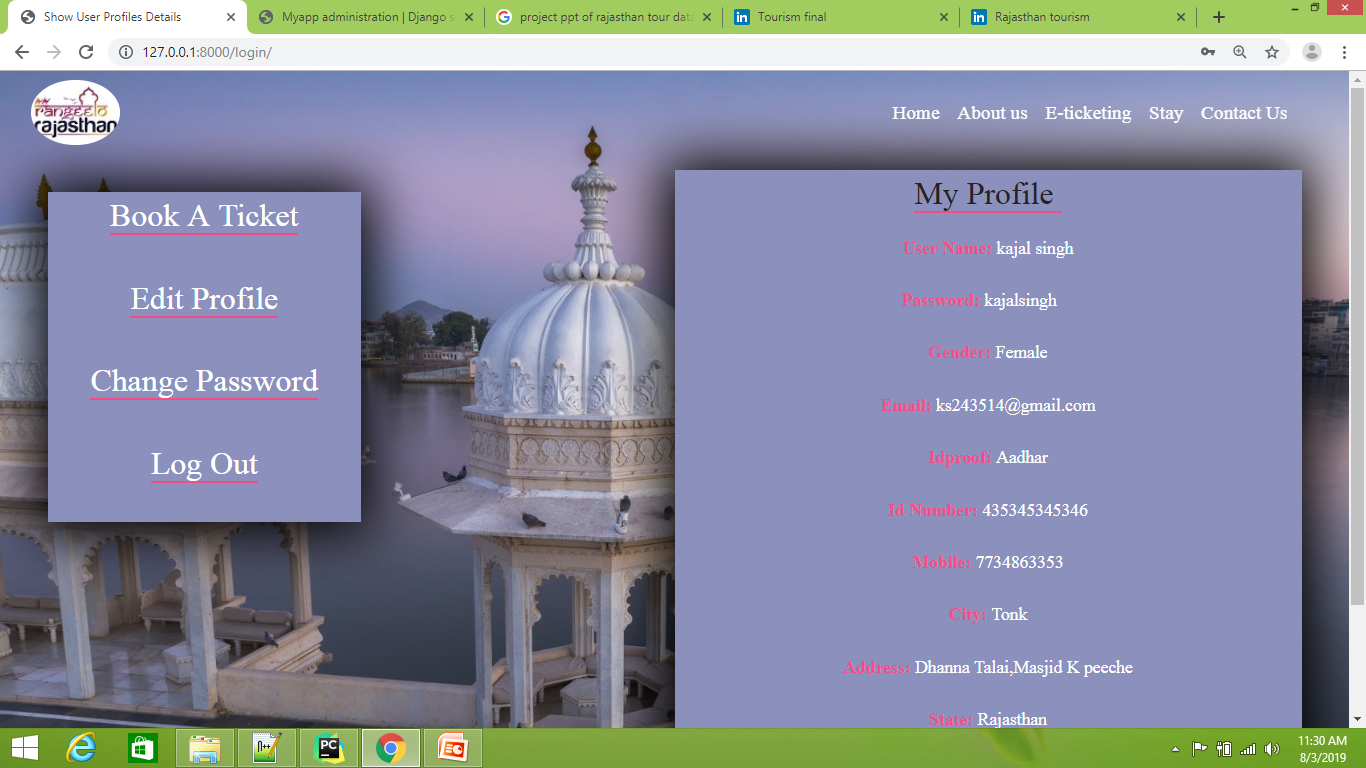 Show User Profiles Details
Myapp administration | Django s
project ppt of rajasthan tour data
Tourism final
Rajasthan tourism
127.0.0.1:8000/login/
rangeelo
rajasthan
Home About us E-ticketing Stay Contact Us
Book A Ticket
Edit Profile
Change Password
Log Out
My Profile
User Name: kajal singh
Password: kajalsingh
Gender: Female
Email: ks243514@gmail.com
Idproof: Aadhar
Id Number: 435345345346
Mobile: 7734863353
City: Tonk
Address: Dhanna Talai,Masjid K peeche
State: Rajasthan
11:30 AM
8/3/2019